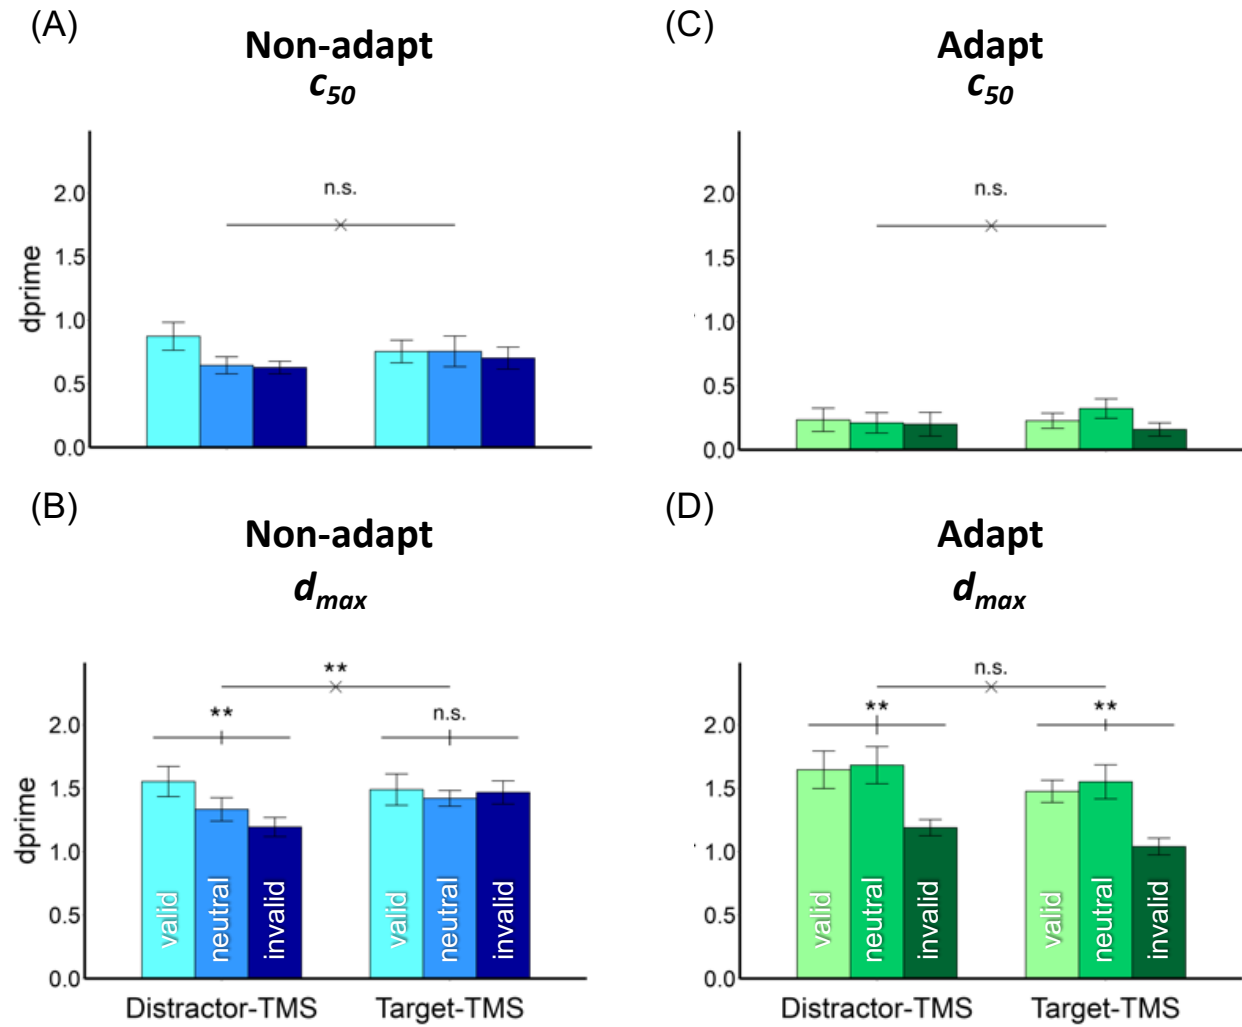 (A)
Non-adapt
c50
n.s.
dprime
2.0
1.5
1.0
0.5
0.0
(C)
Adapt
c50
n.s.
2.0
1.5
1.0
0.5
0.0
(B)
Non-adapt
dmax
**
**
n.s.
dprime
2.0
1.5
1.0
0.5
0.0
valid
neutral
invalid
valid
neutral
invalid
Distractor-TMS
Target-TMS
(D)
Adapt
dmax
n.s.
**
**
2.0
1.5
1.0
0.5
0.0
valid
neutral
invalid
valid
neutral
invalid
Distractor-TMS
Target-TMS